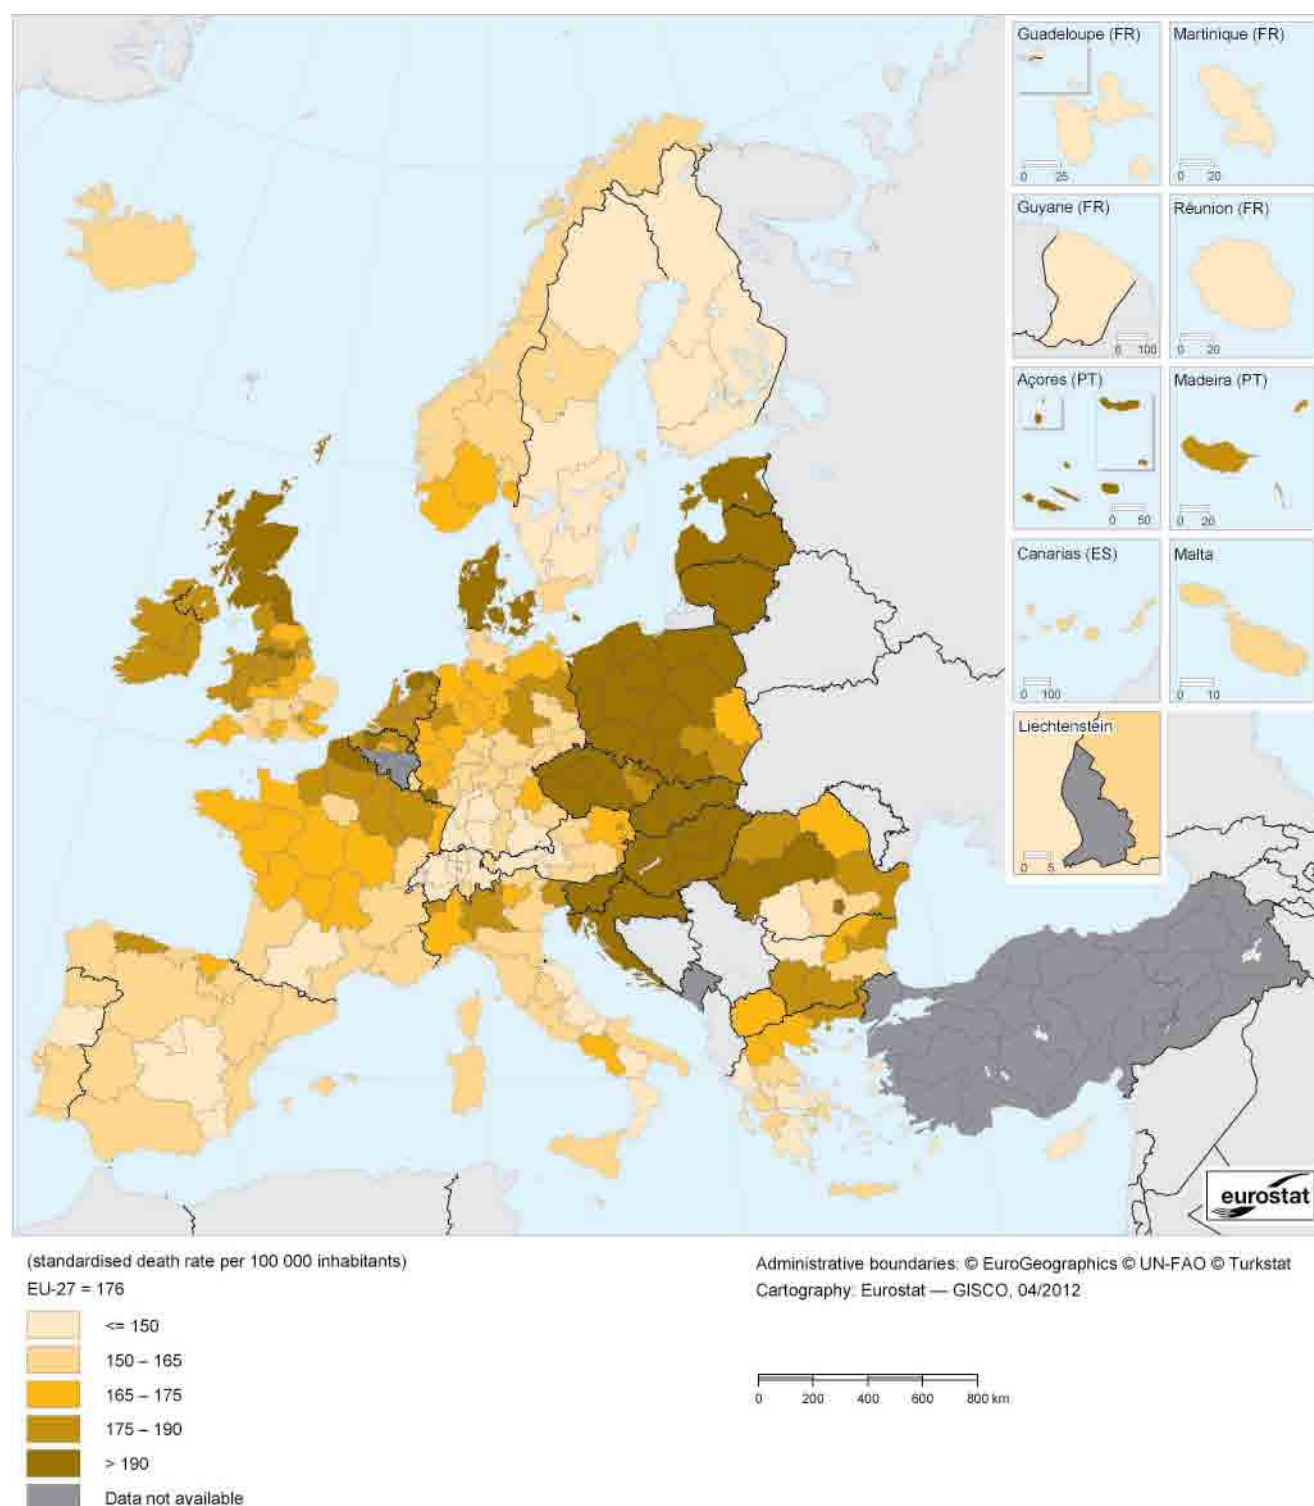 Guadeloupe (FR)
0 25
Martinique (FR)
0 20
Guyane (FR)
0 100
Réunion (FR)
0 20
Açores (PT)
0 50
Madeira (PT)
0 20
Canarias (ES)
0 100
Malta
0 10
Liechtenstein
0 5
eurostat
(standardised death rate per 100 000 inhabitants)
EU-27 = 176
<= 150
150 – 165
165 – 175
175 – 190
> 190
Data not available
Administrative boundaries: © EuroGeographics © UN-FAO © Turkstat
Cartography: Eurostat — GISCO, 04/2012
0 200 400 600 800 km